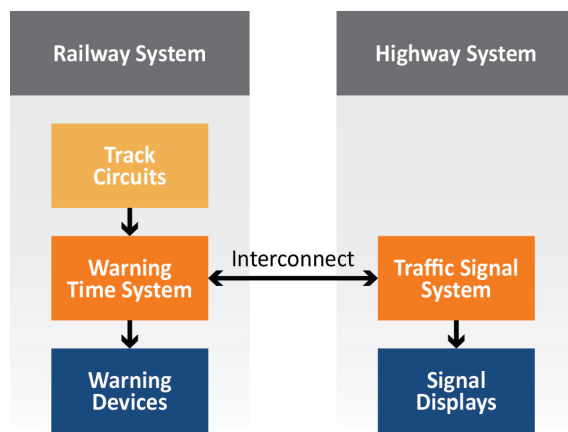 Railway System
Highway System
Track
Circuits
Warning
Time System
Interconnect
Traffic Signal
System
Warning
Devices
Signal
Displays